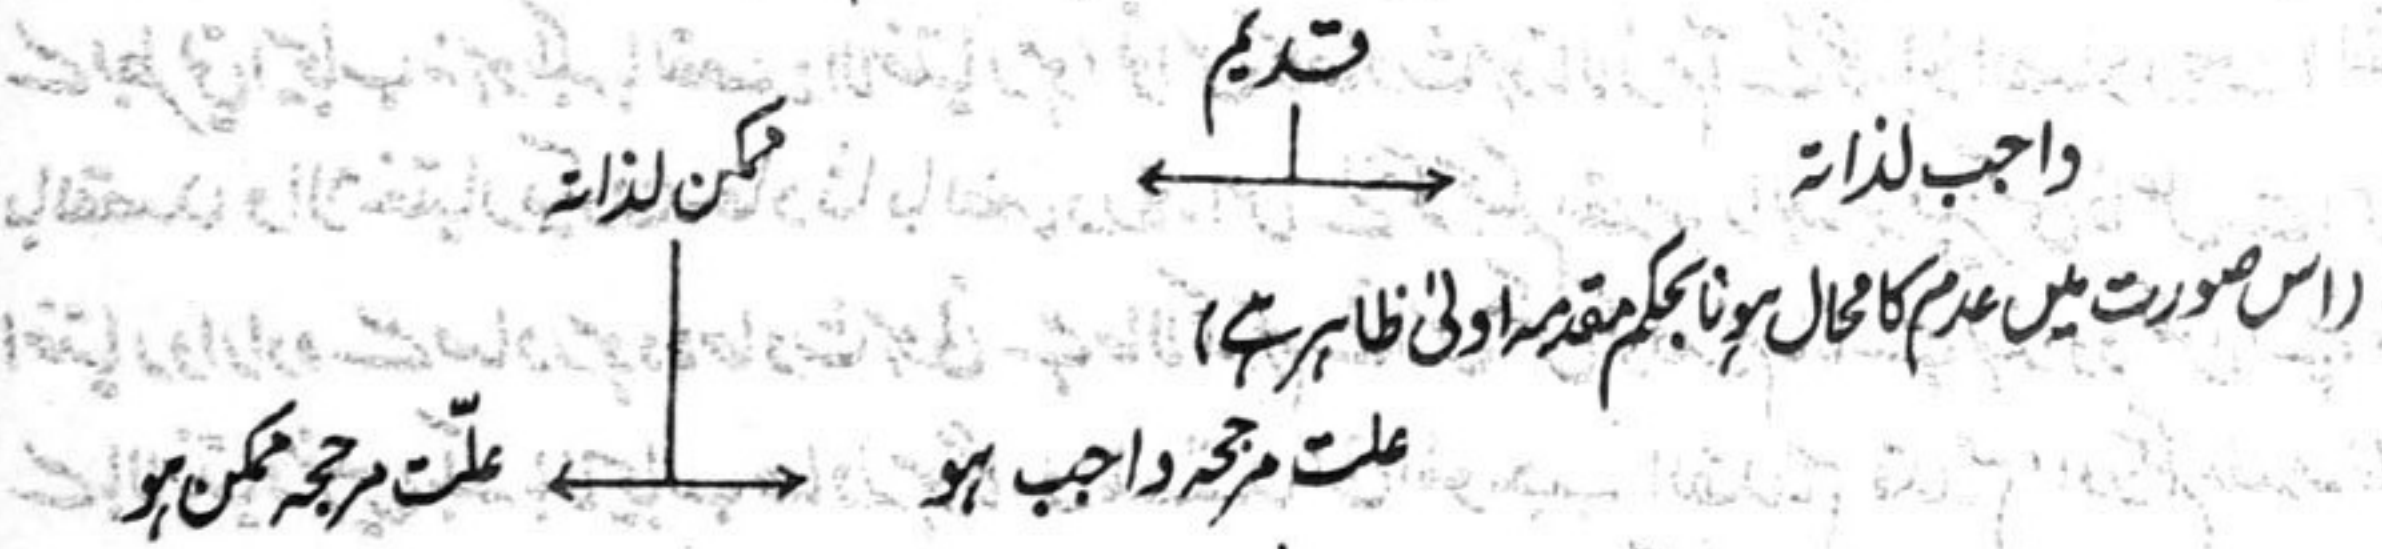 قدیم
واجب لذاتہ
ممکن لذاتہ
(اس صورت میں عدم کا محال ہونا بحکم مقدمہ اولیٰ ظاہر ہے)
علت مرجحہ واجب ہو
علّت مرجحہ ممکن ہو